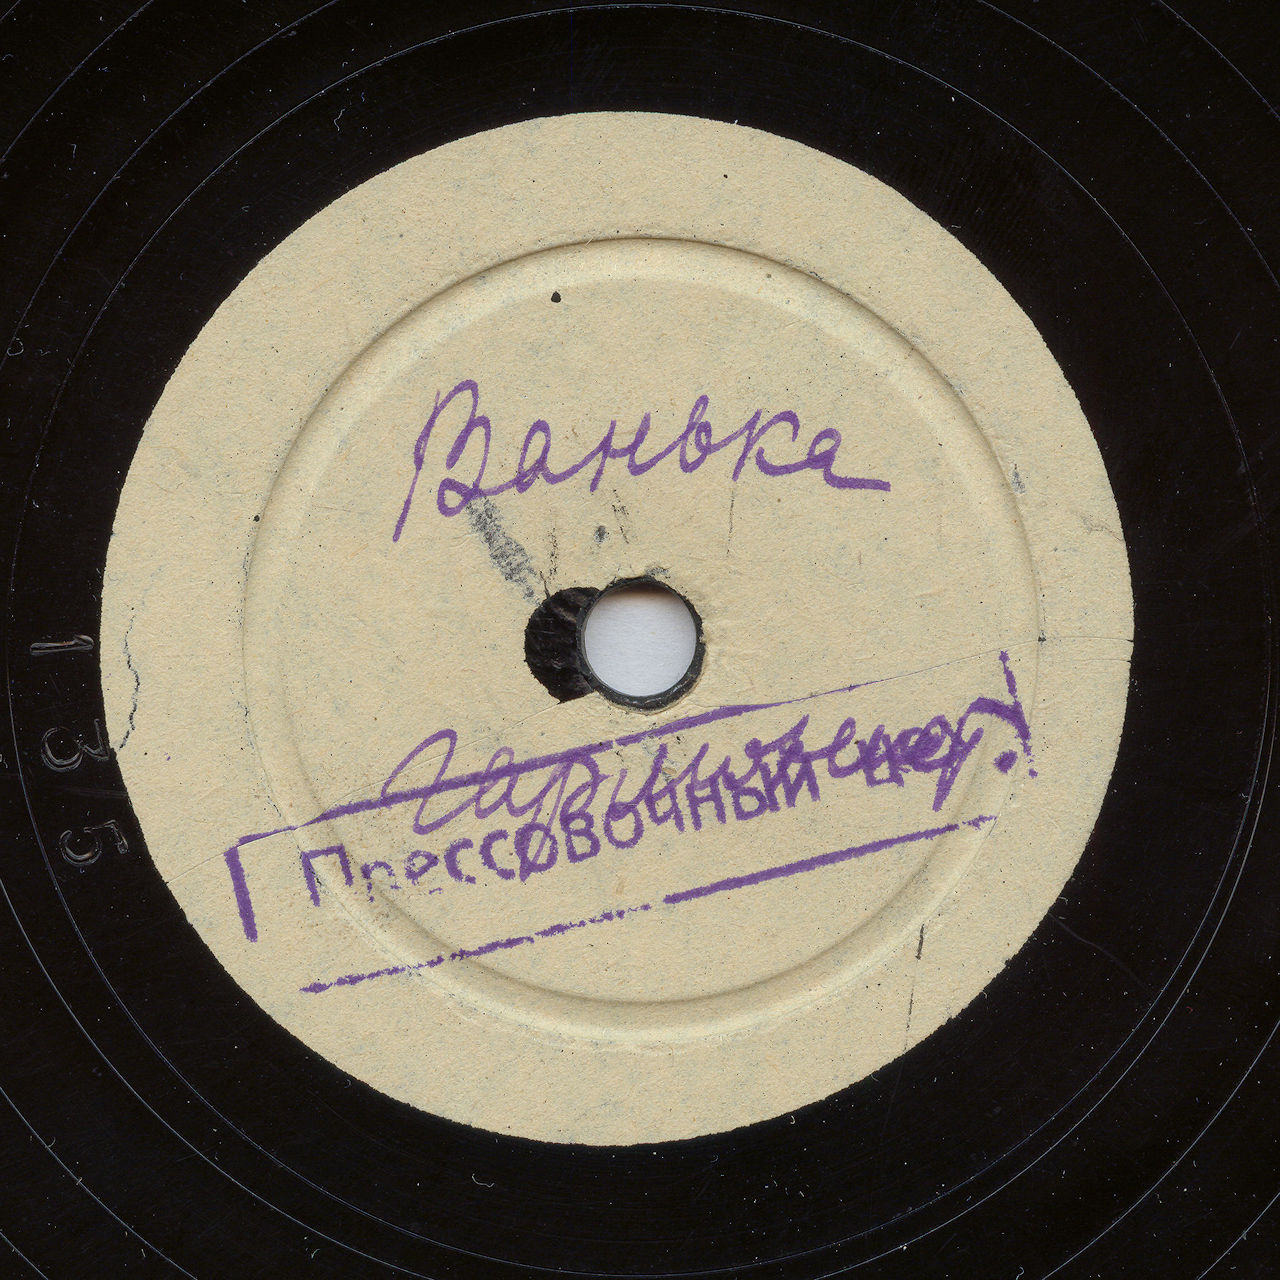 Ванька
Прессовочный цех
135